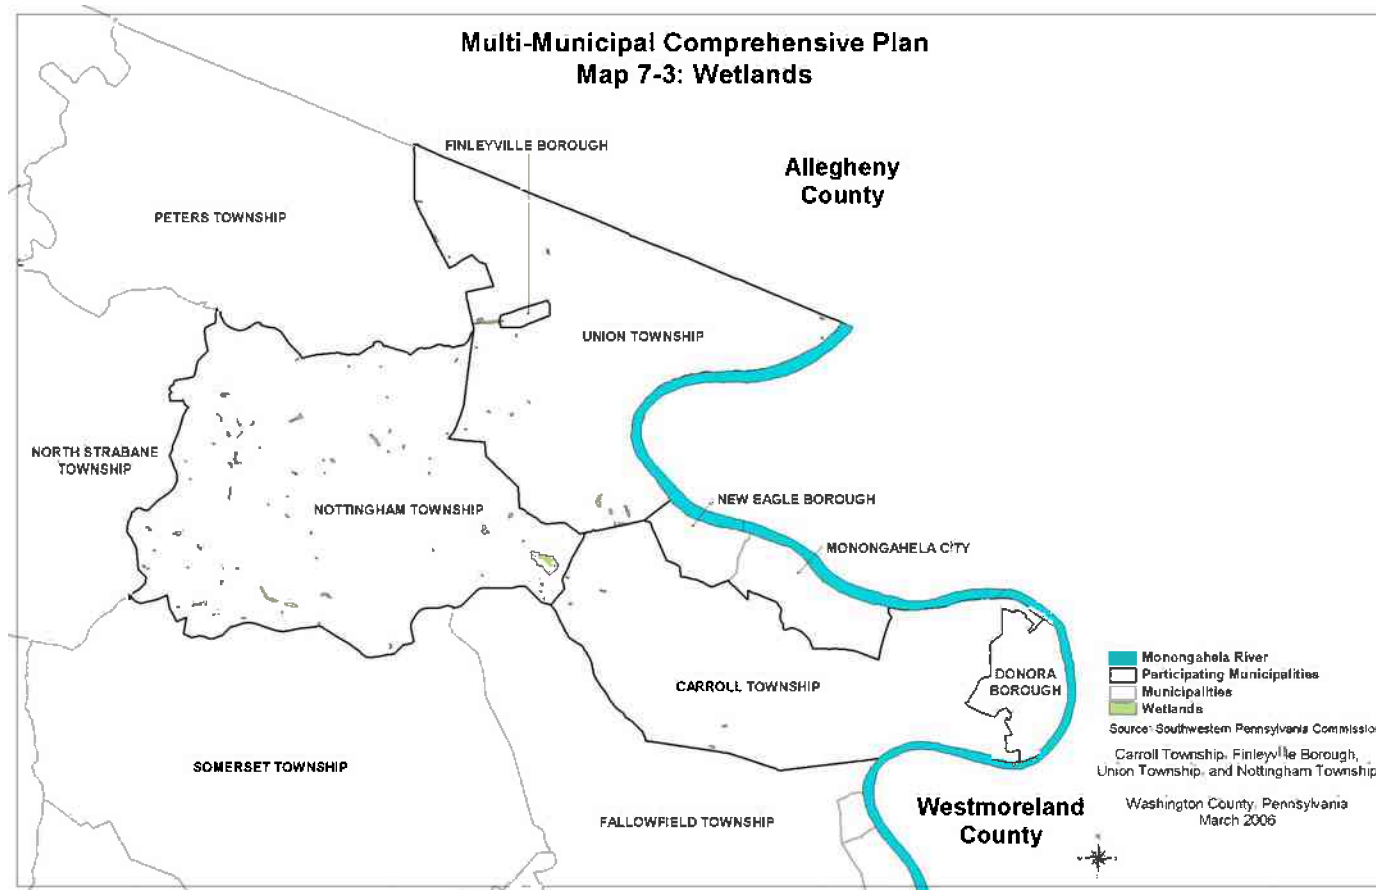 Multi-Municipal Comprehensive Plan
Map 7-3: Wetlands
FINLEYVILLE BOROUGH
Allegheny
County
PETERS TOWNSHIP
UNION TOWNSHIP
NORTH STRABANE
TOWNSHIP
NEW EAGLE BOROUGH
NOTTINGHAM TOWNSHIP
MONONGAHELA CITY
DONORA
BOROUGH
CARROLL TOWNSHIP
SOMERSET TOWNSHIP
FALLOWFIELD TOWNSHIP
Westmoreland
County
Monongahela River
Participating Municipalities
Municipalities
Wetlands
Source: Southwestern Pennsylvania Commission
Carroll Township, Finleyville Borough,
Union Township, and Nottingham Township
Washington County, Pennsylvania
March 2006